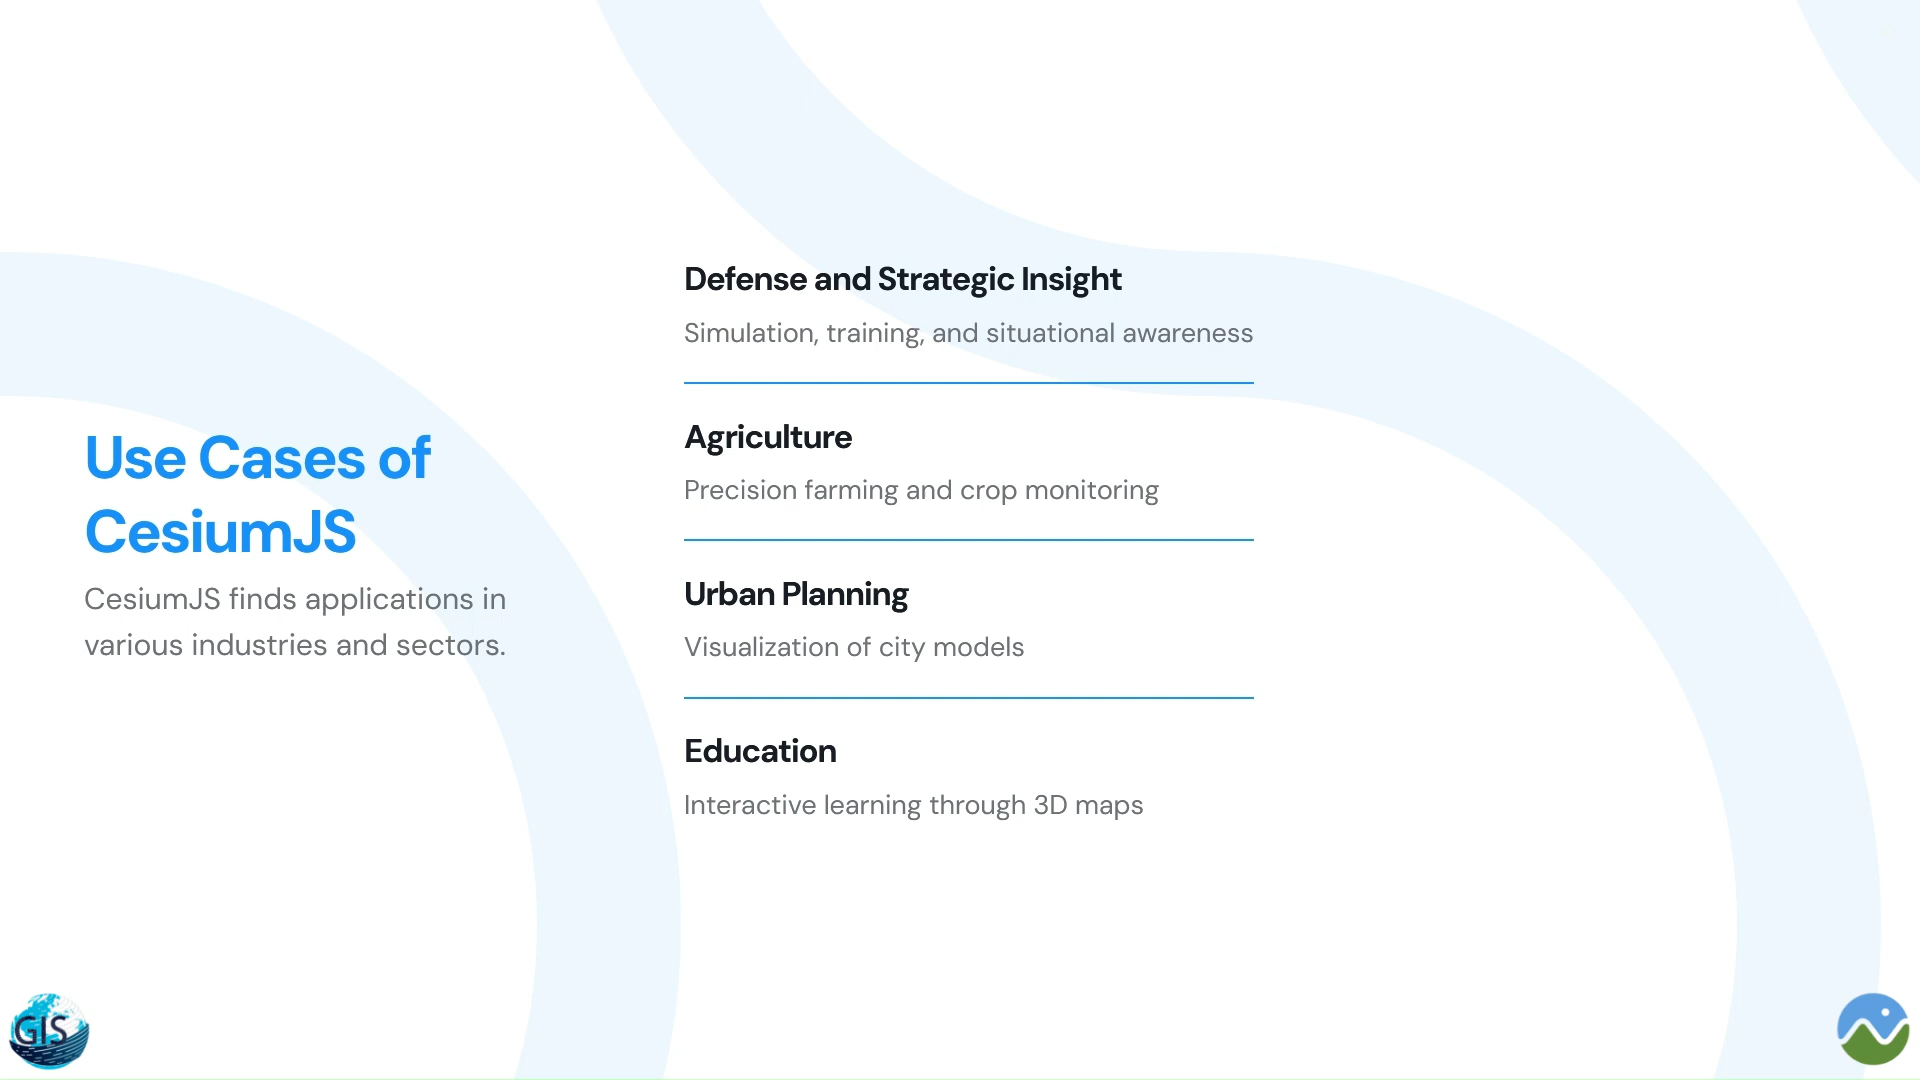 Use Cases of
CesiumJS
CesiumJS finds applications in
various industries and sectors.
Defense and Strategic Insight
Simulation, training, and situational awareness
Agriculture
Precision farming and crop monitoring
Urban Planning
Visualization of city models
Education
Interactive learning through 3D maps
GIS